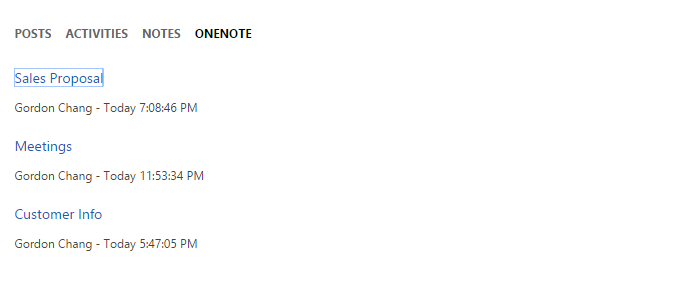 POSTS ACTIVITIES NOTES ONENOTE
Sales Proposal
Gordon Chang - Today 7:08:46 PM
Meetings
Gordon Chang - Today 11:53:34 PM
Customer Info
Gordon Chang - Today 5:47:05 PM